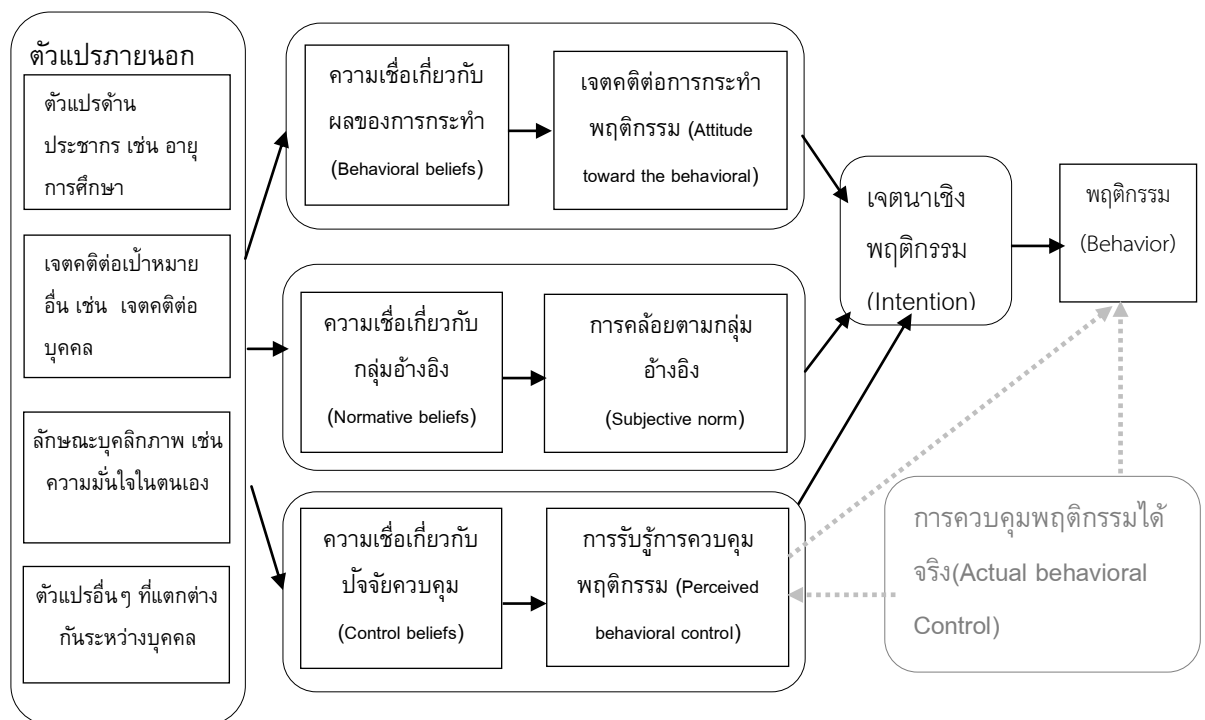 ตัวแปรภายนอก
ตัวแปรด้าน
ประชากร เช่น อายุ
การศึกษา
เจตคติต่อเป้าหมาย
อื่น เช่น เจตคติต่อ
บุคคล
ลักษณะบุคลิกภาพ เช่น
ความมั่นใจในตนเอง
ตัวแปรอื่นๆ ที่แตกต่าง
กันระหว่างบุคคล
ความเชื่อเกี่ยวกับ
ผลของการกระทำ
(Behavioral beliefs)
เจตคติต่อการกระทำ
พฤติกรรม (Attitude
toward the behavioral)
ความเชื่อเกี่ยวกับ
กลุ่มอ้างอิง
(Normative beliefs)
การคล้อยตามกลุ่ม
อ้างอิง
(Subjective norm)
ความเชื่อเกี่ยวกับ
ปัจจัยควบคุม
(Control beliefs)
การรับรู้การควบคุม
พฤติกรรม (Perceived
behavioral control)
เจตนาเชิง
พฤติกรรม
(Intention)
พฤติกรรม
(Behavior)
การควบคุมพฤติกรรมได้
จริง(Actual behavioral
Control)